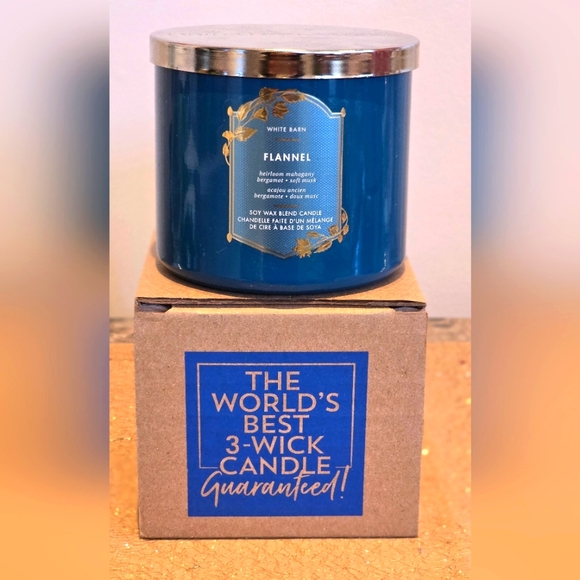 WHITE BARN
FLANNEL
heirloom mahogany
bergamot • soft musk
acajou ancien
bergamote • doux musc
SOY WAX BLEND CANDLE
CHANDELLE FAITE D'UN MÉLANGE
DE CIRE À BASE DE SOYA
THE
WORLD'S
BEST
3-WICK
CANDLE
Guaranteed!